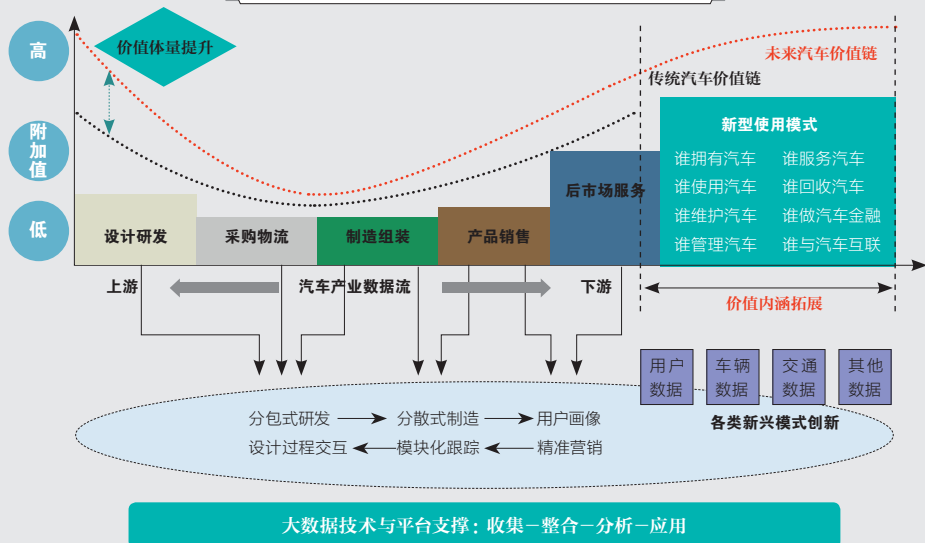 高
价值体量提升
未来汽车价值链
传统汽车价值链
附加值
新型使用模式
谁拥有汽车 谁服务汽车
谁使用汽车 谁回收汽车
谁维护汽车 谁做汽车金融
谁管理汽车 谁与汽车互联
低
设计研发
采购物流
制造组装
产品销售
后市场服务
上游
汽车产业数据流
下游
价值内涵拓展
用户
数据
车辆
数据
交通
数据
其他
数据
各类新兴模式创新
分包式研发 分散式制造 用户画像
设计过程交互 模块化跟踪 精准营销
大数据技术与平台支撑：收集—整合—分析—应用